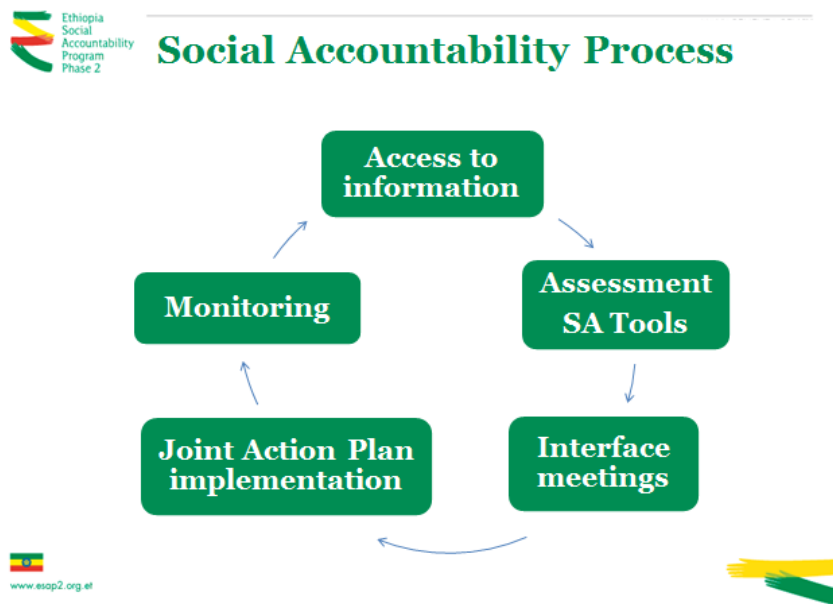 Ethiopia
Social
Accountability
Program
Phase 2
Social Accountability Process
Access to
information
Assessment
SA Tools
Interface
meetings
Joint Action Plan
implementation
Monitoring
www.esap2.org.et